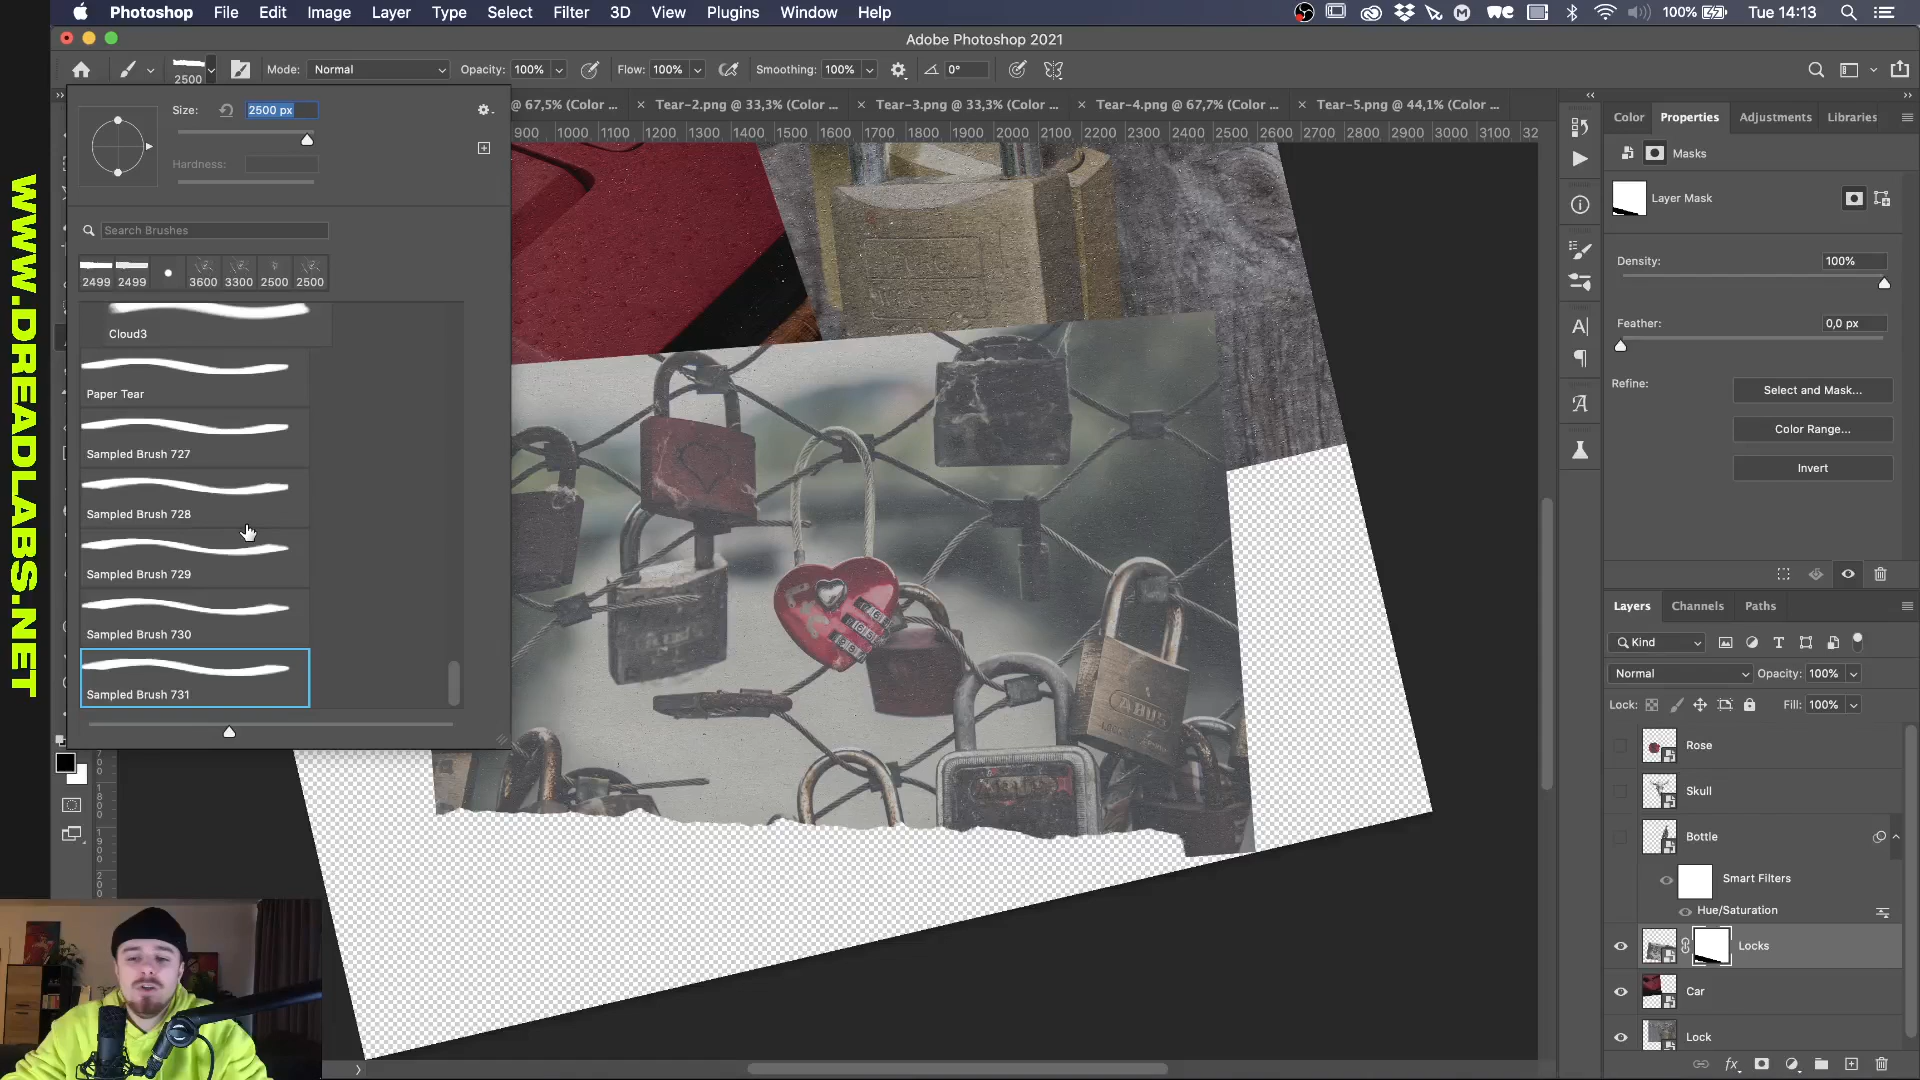 Photoshop File Edit Image Layer Type Select Filter 3D View Plugins Window Help
100% Tue 14:13
Adobe Photoshop 2021
2500 Mode: Normal Opacity: 100% Flow: 100% Smoothing: 100% 0°
@ 67,5% (Color ... Tear-2.png @ 33,3% (Color ... Tear-3.png @ 33,3% (Color ... Tear-4.png @ 67,7% (Color ... Tear-5.png @ 44,1% (Color ...
900 1000 1100 1200 1300 1400 1500 1600 1700 1800 1900 2000 2100 2200 2300 2400 2500 2600 2700 2800 2900 3000 3100 32
Size: 2500 px
Hardness:
Search Brushes
2499 2499 3600 3300 2500 2500
Cloud3
Paper Tear
Sampled Brush 727
Sampled Brush 728
Sampled Brush 729
Sampled Brush 730
Sampled Brush 731
WWW.DREADLABS.NET
ABUS
ABUS
Color Properties Adjustments Libraries
Masks
Layer Mask
Density: 100%
Feather: 0,0 px
Refine: Select and Mask...
Color Range...
Invert
Layers Channels Paths
Kind
Normal Opacity: 100%
Lock: Fill: 100%
Rose
Skull
Bottle
Smart Filters
Hue/Saturation
Locks
Car
Lock
fx